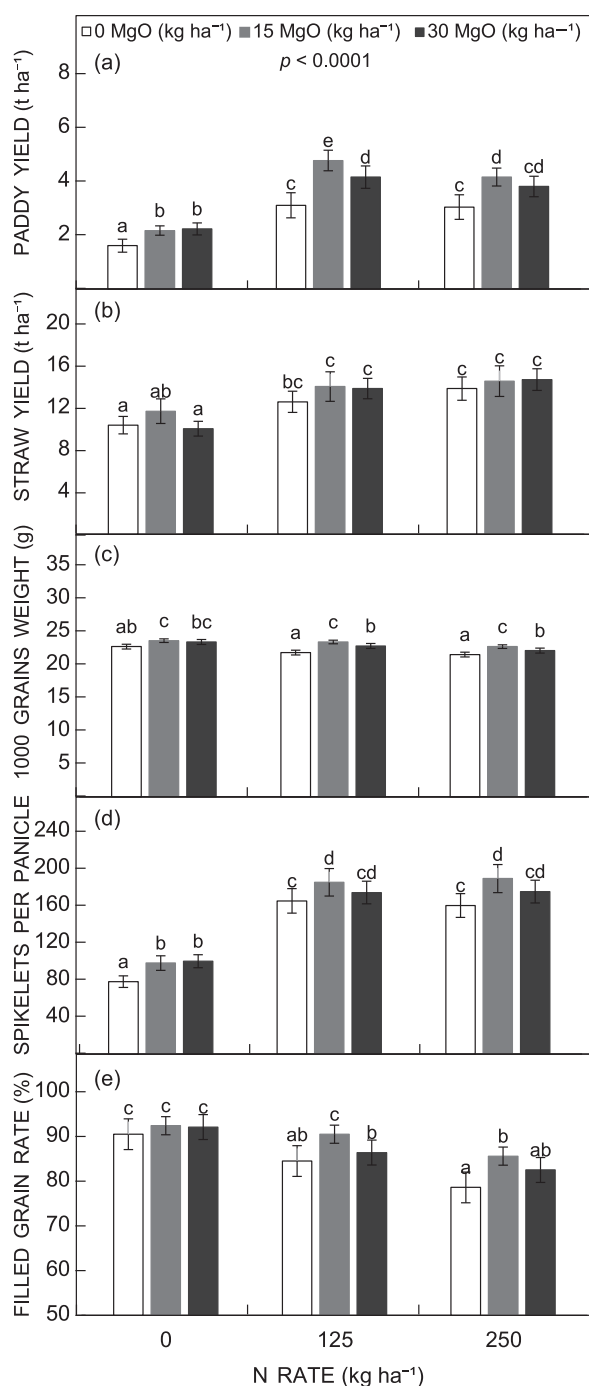 0 MgO (kg ha⁻¹) 15 MgO (kg ha⁻¹) 30 MgO (kg ha−¹)
(a)
p < 0.0001
PADDY YIELD (t ha⁻¹)
8
6
4
2
a b b c e d c d cd
(b)
STRAW YIELD (t ha⁻¹)
20
16
12
8
4
a ab a bc c c c c c
(c)
1000 GRAINS WEIGHT (g)
35
30
25
20
15
10
5
ab c bc a c b a c b
(d)
SPIKELETS PER PANICLE
240
200
160
120
80
40
a b b c d cd c d cd
(e)
FILLED GRAIN RATE (%)
100
90
80
70
60
50
c c c ab c b a b ab
0 125 250
N RATE (kg ha⁻¹)